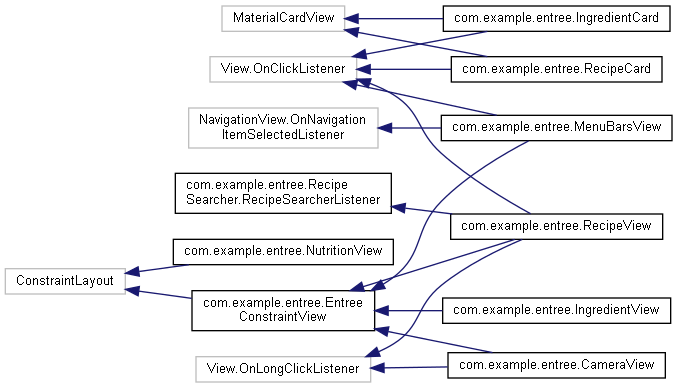 MaterialCardView
com.example.entree.IngredientCard
View.OnClickListener
com.example.entree.RecipeCard
NavigationView.OnNavigation
ItemSelectedListener
com.example.entree.MenuBarsView
com.example.entree.Recipe
Searcher.RecipeSearcherListener
com.example.entree.RecipeView
com.example.entree.NutritionView
ConstraintLayout
com.example.entree.Entree
ConstraintView
com.example.entree.IngredientView
View.OnLongClickListener
com.example.entree.CameraView